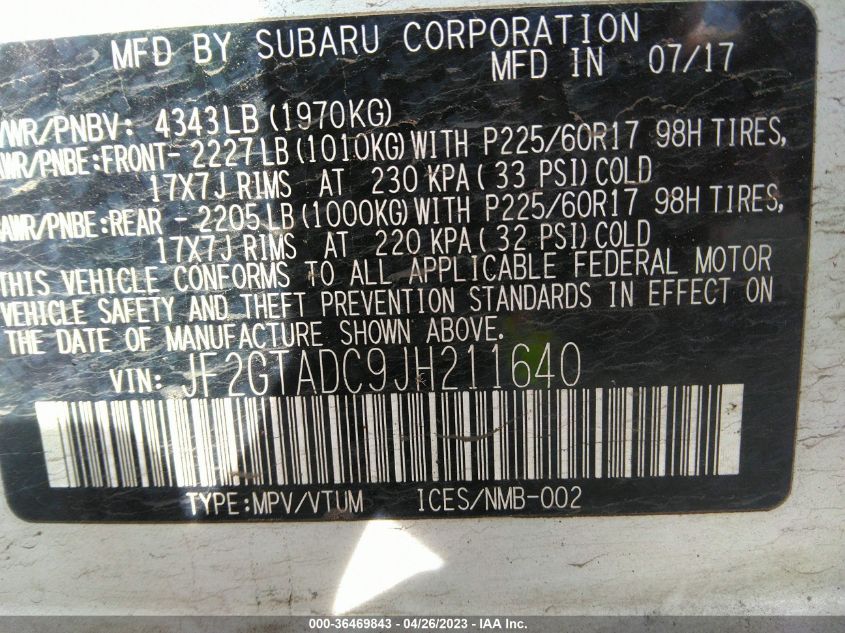 MFD BY SUBARU CORPORATION
MFD IN 07/17
VWR/PNBV: 4343LB(1970KG)
AWR/PNBE:FRONT- 2227LB(1010KG)WITH P225/60R17 98H TIRES,
17X7J RIMS AT 230 KPA( 33 PSI)COLD
AWR/PNBE:REAR - 2205LB(1000KG)WITH P225/60R17 98H TIRES,
17X7J RIMS AT 220 KPA( 32 PSI)COLD
THIS VEHICLE CONFORMS TO ALL APPLICABLE FEDERAL MOTOR
VEHICLE SAFETY AND THEFT PREVENTION STANDARDS IN EFFECT ON
THE DATE OF MANUFACTURE SHOWN ABOVE.
VIN: JF2GTADC9JH211640
TYPE:MPV/VTUM ICES/NMB-002
000-36469843 - 04/26/2023 - IAA Inc.